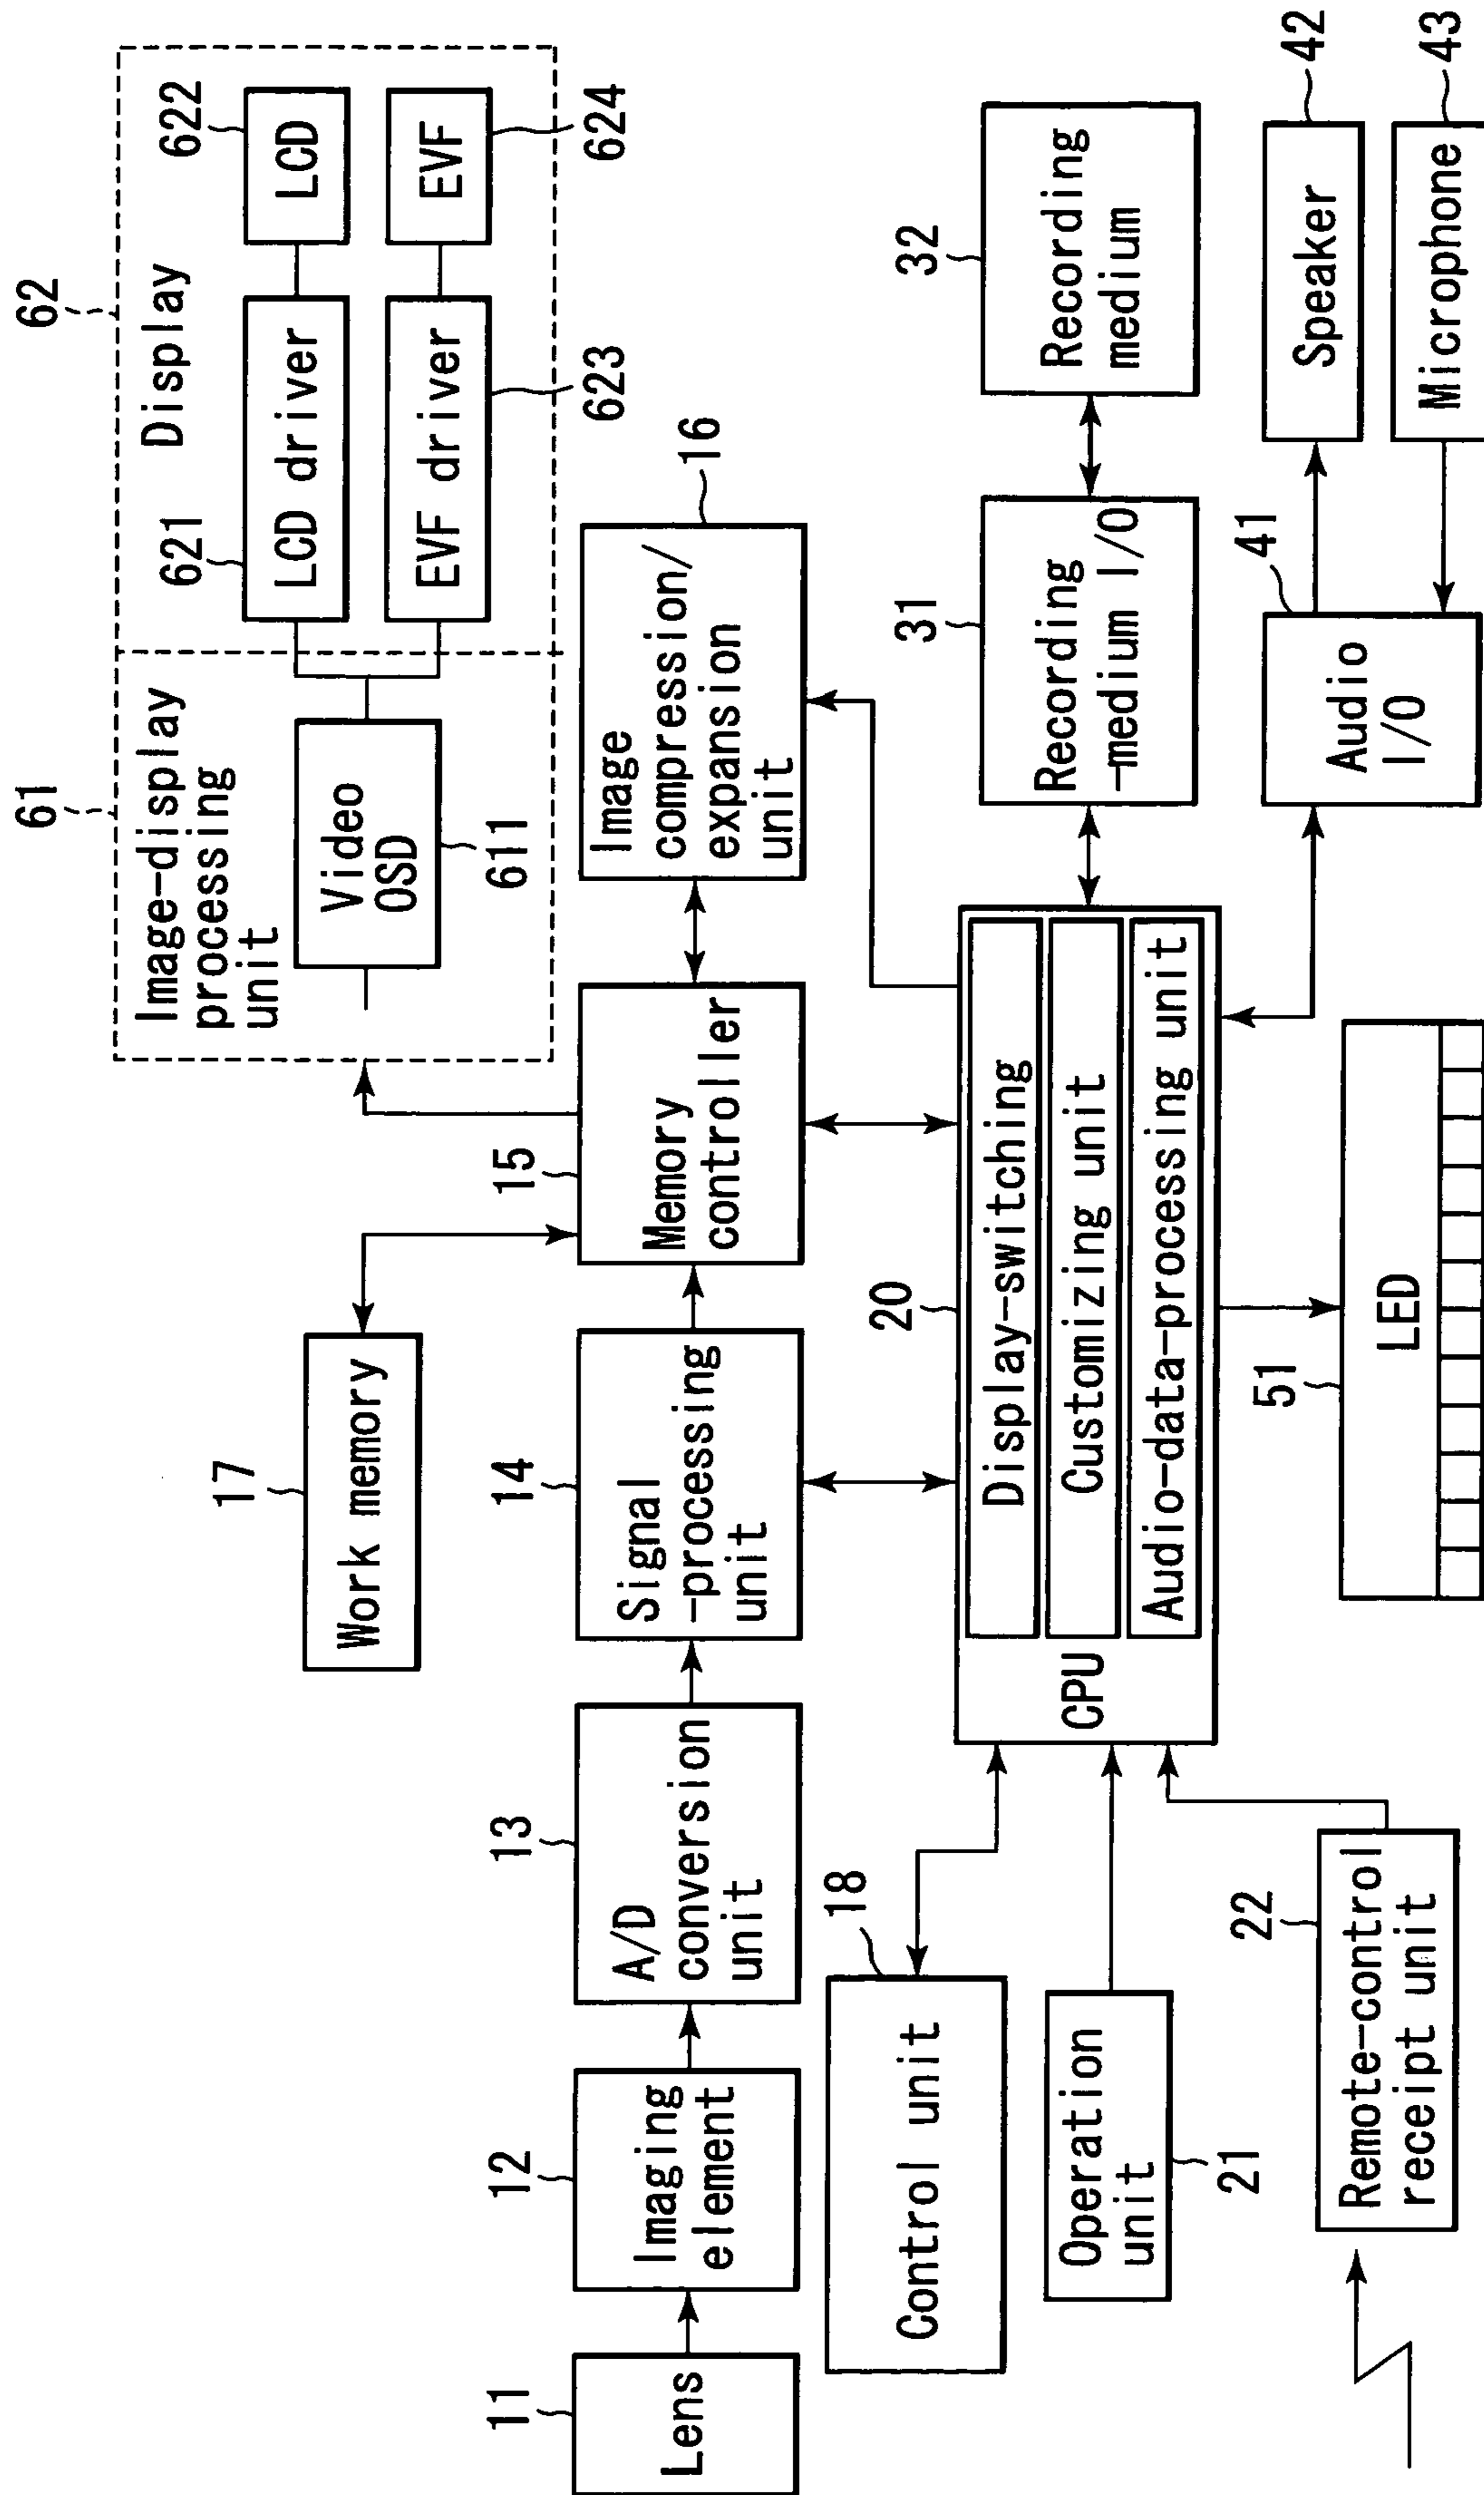 61
62
Image-display
processing
unit
Display
Video
OSD
611
621
LCD driver
622
LCD
EVF driver
623
EVF
624
17
Work memory
11
Lens
12
Imaging
element
13
A/D
conversion
unit
14
Signal
-processing
unit
15
Memory
controller
16
Image
compression/
expansion
unit
18
Control unit
Operation
unit
21
22
Remote-control
receipt unit
20
CPU
Display-switching
Customizing unit
Audio-data-processing unit
31
Recording
-medium I/O
32
Recording
medium
41
Audio
I/O
42
Speaker
43
Microphone
51
LED